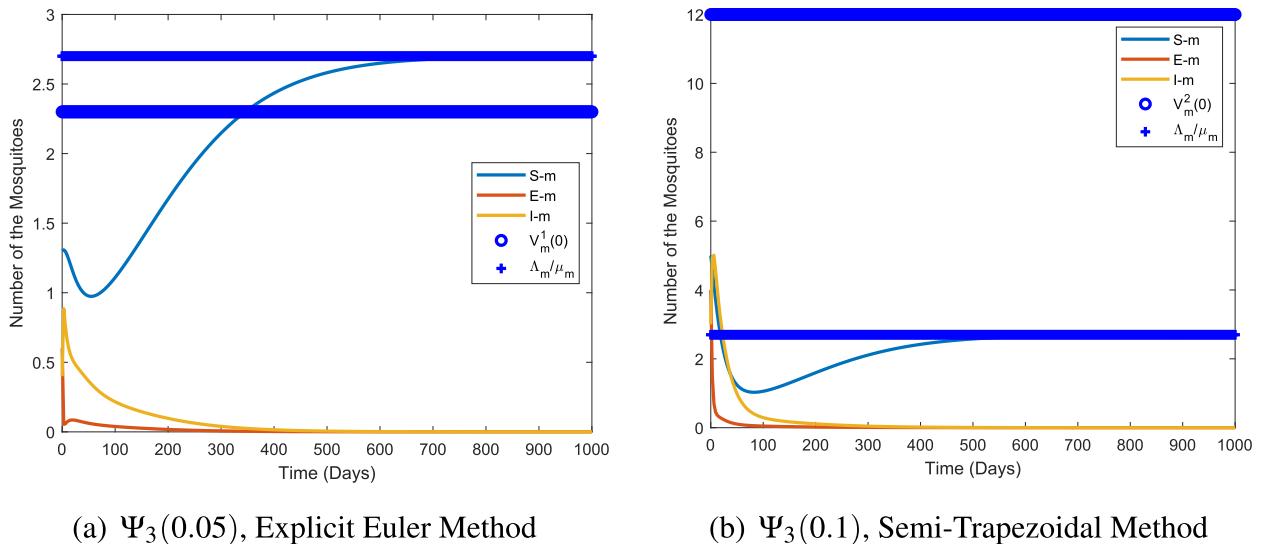 3
2.5
2
1.5
1
0.5
0
Number of the Mosquitoes
S-m
E-m
I-m
V_m^1(0)
Λ_m/μ_m
0 100 200 300 400 500 600 700 800 900 1000
Time (Days)
(a) Ψ₃(0.05), Explicit Euler Method
12
10
8
6
4
2
0
Number of the Mosquitoes
S-m
E-m
I-m
V_m^2(0)
Λ_m/μ_m
0 100 200 300 400 500 600 700 800 900 1000
Time (Days)
(b) Ψ₃(0.1), Semi-Trapezoidal Method